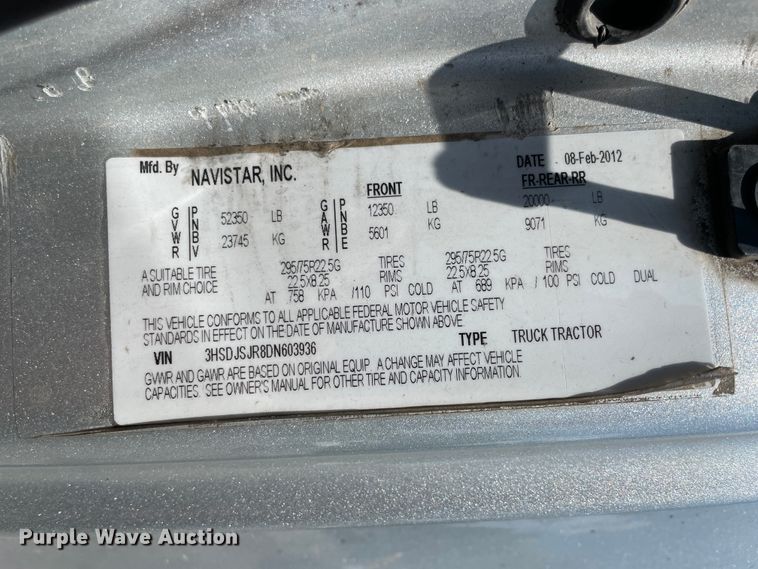 Mfd. By NAVISTAR, INC. DATE 08-Feb-2012
FRONT FR-REAR-RR
GVWR PNBV 52350 LB GAWR PNBE 12350 LB 20000 LB
23745 KG 5601 KG 9071 KG
A SUITABLE TIRE 295/75R22.5G TIRES 295/75R22.5G TIRES
AND RIM CHOICE 22.5X8.25 RIMS 22.5X8.25 RIMS
AT 758 KPA /110 PSI COLD AT 689 KPA / 100 PSI COLD DUAL
THIS VEHICLE CONFORMS TO ALL APPLICABLE FEDERAL MOTOR VEHICLE SAFETY
STANDARDS IN EFFECT ON THE DATE OF MANUFACTURE SHOWN ABOVE.
VIN 3HSDJSJR8DN603936 TYPE TRUCK TRACTOR
GVWR AND GAWR ARE BASED ON ORIGINAL EQUIP. A CHANGE MAY AFFECT VEHICLE
CAPACITIES. SEE OWNER'S MANUAL FOR OTHER TIRE AND CAPACITY INFORMATION.
Purple Wave Auction